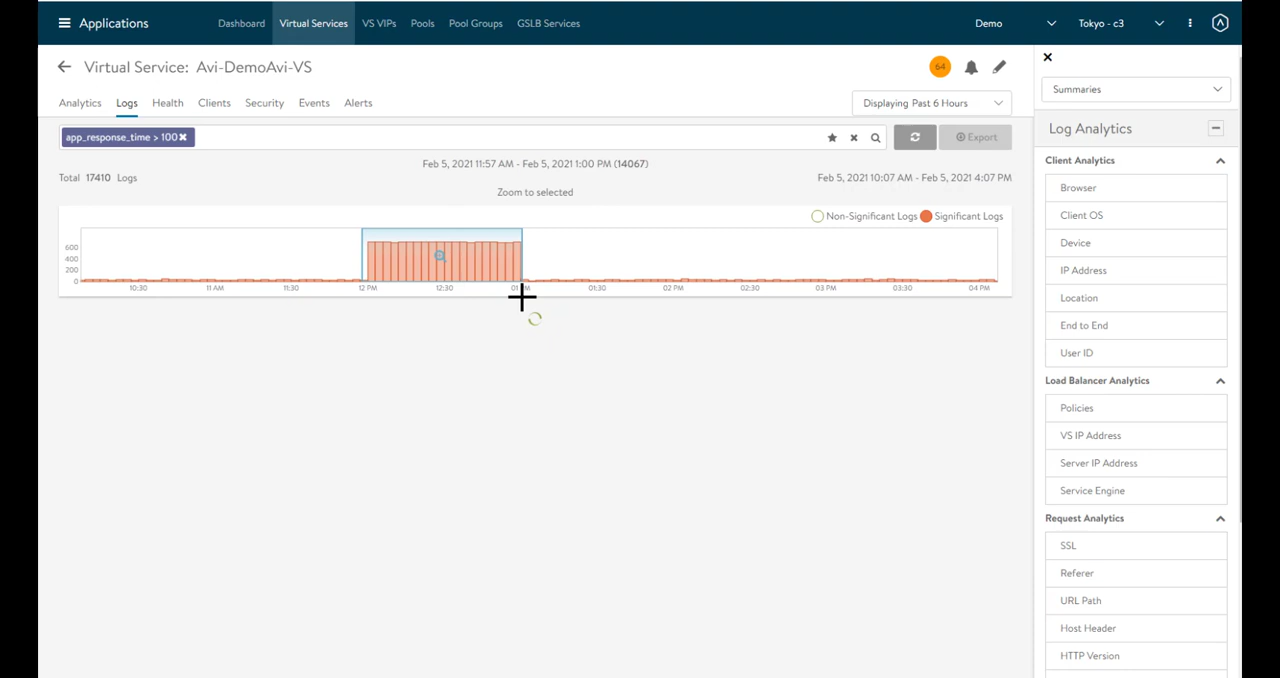 Applications
Dashboard Virtual Services VS VIPs Pools Pool Groups GSLB Services
Demo Tokyo - c3
Virtual Service: Avi-DemoAvi-VS
64
Analytics Logs Health Clients Security Events Alerts
Displaying Past 6 Hours
app_response_time > 100
Export
Feb 5, 2021 11:57 AM - Feb 5, 2021 1:00 PM (14067)
Total 17410 Logs
Feb 5, 2021 10:07 AM - Feb 5, 2021 4:07 PM
Zoom to selected
Non-Significant Logs Significant Logs
600
400
200
0
10:30 11 AM 11:30 12 PM 12:30 01:30 02 PM 02:30 03 PM 03:30 04 PM
Summaries
Log Analytics
Client Analytics
Browser
Client OS
Device
IP Address
Location
End to End
User ID
Load Balancer Analytics
Policies
VS IP Address
Server IP Address
Service Engine
Request Analytics
SSL
Referer
URL Path
Host Header
HTTP Version